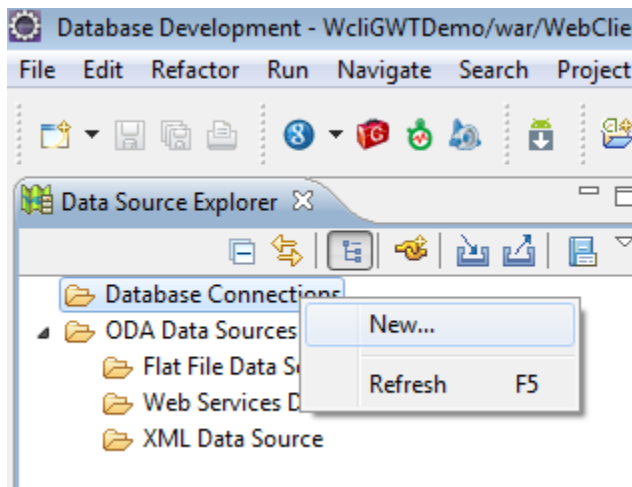 Database Development - WcliGWTDemo/war/WebClie
File Edit Refactor Run Navigate Search Project
8 G
Data Source Explorer
Database Connections
New...
ODA Data Sources
Flat File Data S
Refresh F5
Web Services D
XML Data Source